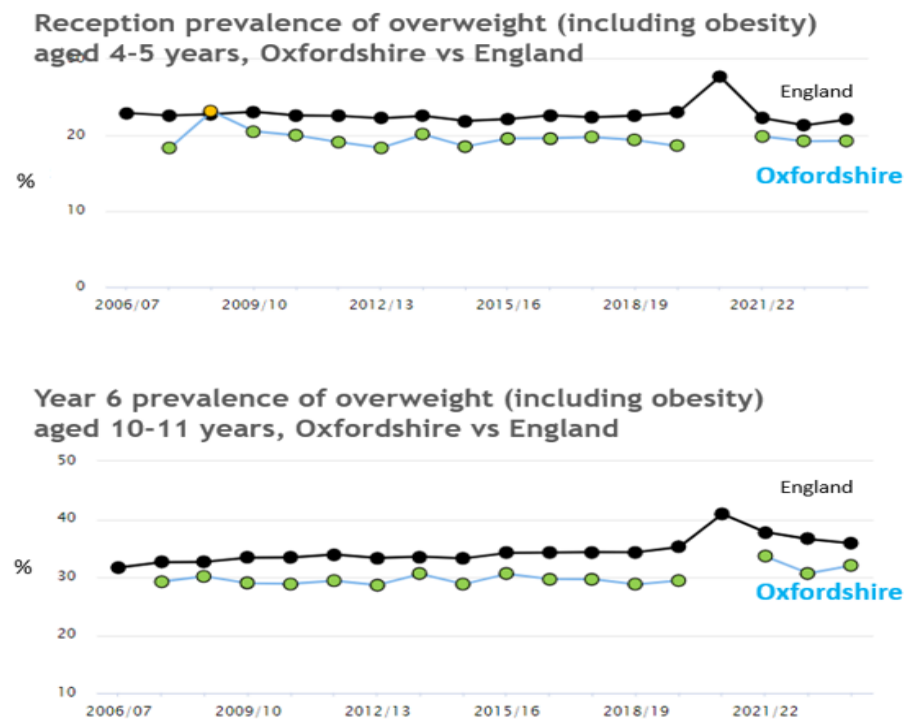 Reception prevalence of overweight (including obesity)
aged 4-5 years, Oxfordshire vs England
England
20
%
Oxfordshire
10
0
2006/07 2009/10 2012/13 2015/16 2018/19 2021/22
Year 6 prevalence of overweight (including obesity)
aged 10-11 years, Oxfordshire vs England
50
England
40
%
30
Oxfordshire
20
10
2006/07 2009/10 2012/13 2015/16 2018/19 2021/22